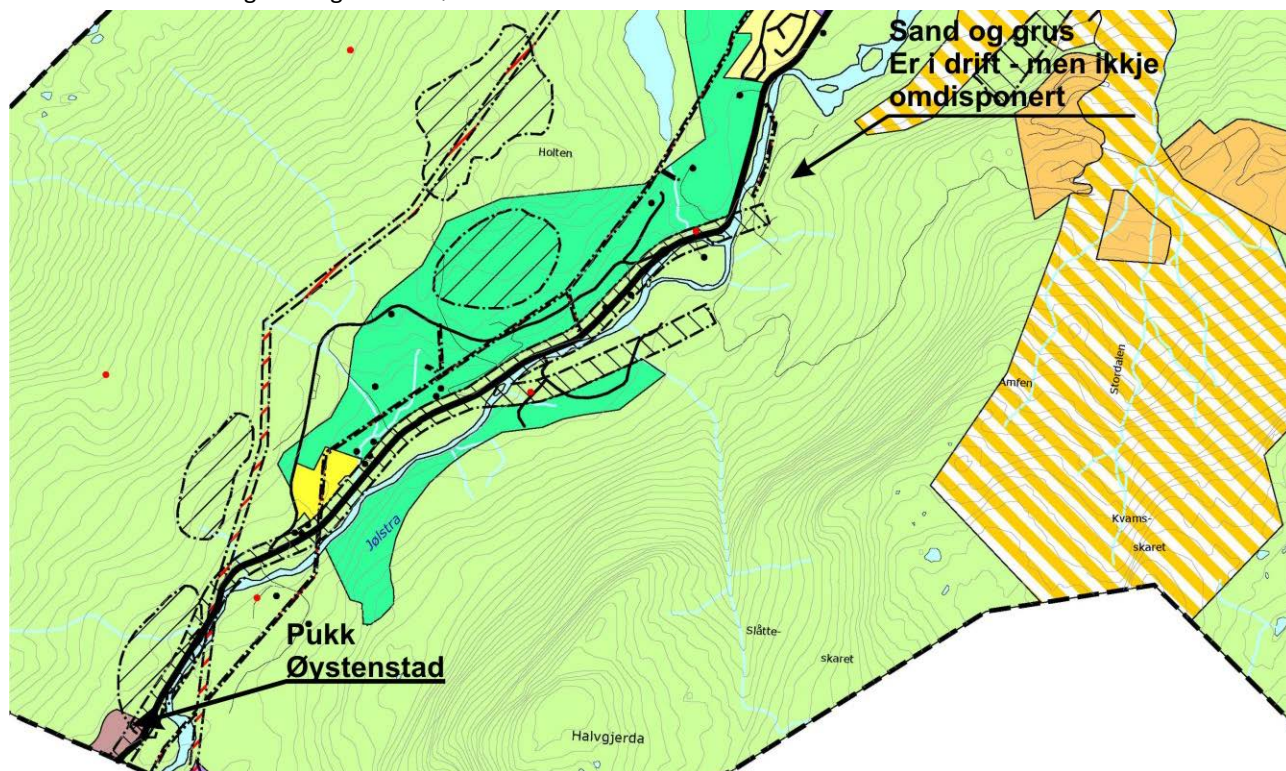 Sand og grus
Er i drift - men ikkje
omdisponert
Holten
Amfen
Stordalen
Kvams-
skaret
Jølstra
Pukk
Øystenstad
Slåtte-
skaret
Halvgjerda